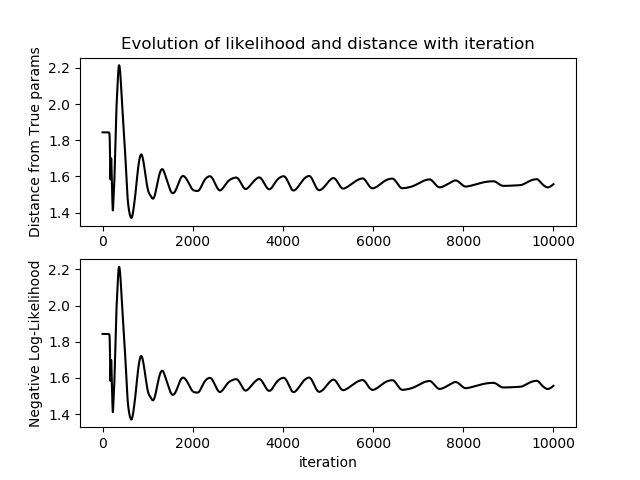 Evolution of likelihood and distance with iteration
Distance from True params
2.2
2.0
1.8
1.6
1.4
0 2000 4000 6000 8000 10000
Negative Log-Likelihood
2.2
2.0
1.8
1.6
1.4
0 2000 4000 6000 8000 10000
iteration